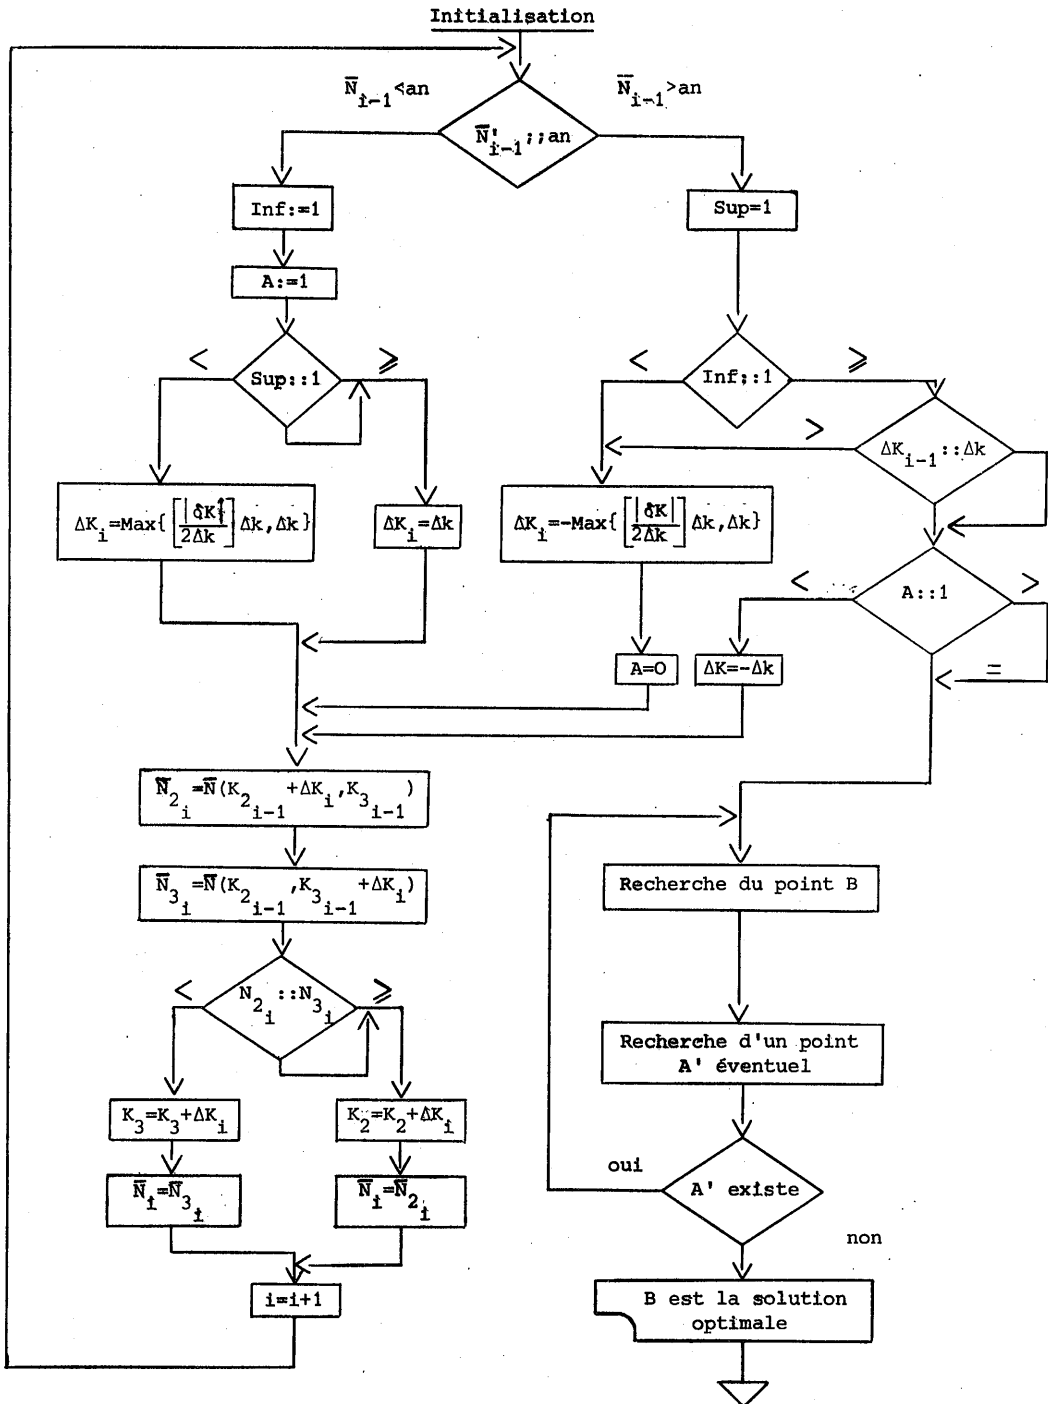 Initialisation
N̅i-1 <an
N̅i-1 >an
N̅'i-1 ;;an
Inf:=1
Sup=1
A:=1
< Sup::1 ⩾
< Inf;:1 ⩾
> ΔKi-1::Δk
ΔKi=Max{[|δK|/2Δk] Δk,Δk}
ΔKi=Δk
ΔKi=-Max{[|δK|/2Δk] Δk,Δk}
< A::1 >
=
A=0
ΔK=-Δk
N̅2i=N̅(K2i-1+ΔKi,K3i-1)
N̅3i=N̅(K2i-1,K3i-1+ΔKi)
< N2i::N3i ⩾
K3=K3+ΔKi
K2=K2+ΔKi
N̅i=N̅3i
N̅i=N̅2i
i=i+1
Recherche du point B
Recherche d'un point
A' éventuel
oui
A' existe
non
B est la solution
optimale